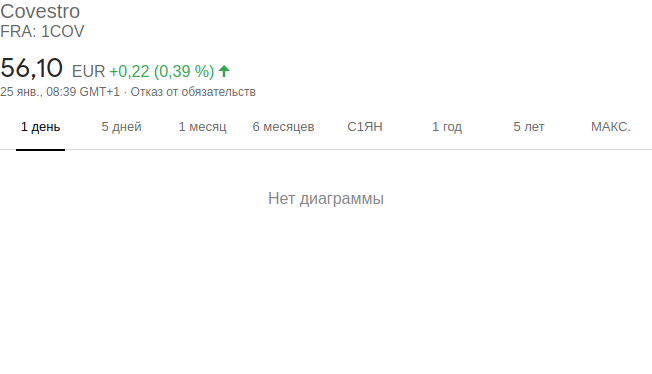 Covestro
FRA: 1COV
56,10 EUR +0,22 (0,39 %)
25 янв., 08:39 GMT+1 · Отказ от обязательств
1 день 5 дней 1 месяц 6 месяцев С1ЯН 1 год 5 лет МАКС.
Нет диаграммы